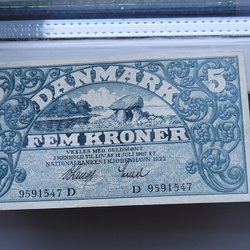 DANMARK
5
FEM KRONER
VEXLES MED GULDMØNT
I HENHOLD TIL LOV AF 12. JULI 1907 § 7
NATIONALBANKEN I KJØBENHAVN 1922
9591547 D
D 9591547